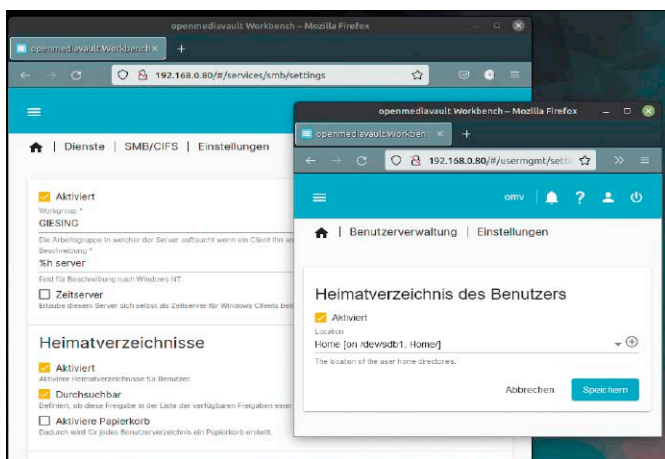 openmediavault Workbench – Mozilla Firefox
openmediavault Workbench
192.168.0.80/#/services/smb/settings
| Dienste | SMB/CIFS | Einstellungen
Aktiviert
Workgroup *
GIESING
Die Arbeitsgruppe in welcher der Server auftaucht wenn ein Client ihn an
Beschreibung *
%h server
Feld für Beschreibung nach Windows NT.
Zeitserver
Erlaube diesem Server sich selbst als Zeitserver für Windows Clients
Heimatverzeichnisse
Aktiviert
Aktiviere Heimatverzeichnisse für Benutzer
Durchsuchbar
Definiert, ob diese Freigabe in der Liste der verfügbaren Freigaben einer
Aktiviere Papierkorb
Dadurch wird für jedes Benutzerverzeichnis ein Papierkorb erstellt.
openmediavault Workbench – Mozilla Firefox
openmediavault Workbenc
192.168.0.80/#/usermgmt/setti
omv
| Benutzerverwaltung | Einstellungen
Heimatverzeichnis des Benutzers
Aktiviert
Location
Home [on /dev/sdb1, Home/]
The location of the user home directories.
Abbrechen Speichern